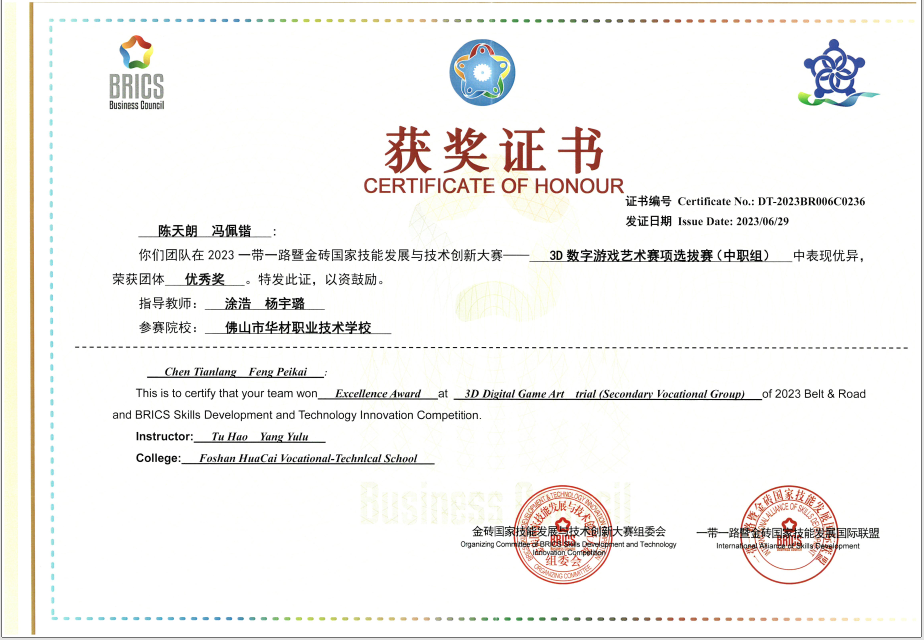 BRICS
Business Council
获奖证书
CERTIFICATE OF HONOUR
证书编号 Certificate No.: DT-2023BR006C0236
发证日期 Issue Date: 2023/06/29
陈天朗 冯佩锴 :
你们团队在 2023 一带一路暨金砖国家技能发展与技术创新大赛—— 3D 数字游戏艺术赛项选拔赛（中职组） 中表现优异，
荣获团体 优秀奖 。特发此证，以资鼓励。
指导教师: 涂浩 杨宇璐
参赛院校: 佛山市华材职业技术学校
Chen Tianlang Feng Peikai :
This is to certify that your team won Excellence Award at 3D Digital Game Art trial (Secondary Vocational Group) of 2023 Belt & Road
and BRICS Skills Development and Technology Innovation Competition.
Instructor: Tu Hao Yang Yulu
College: Foshan HuaCai Vocational-Technlcal School
Business Council
金砖国家技能发展与技术创新大赛组委会
Organizing Committee of BRICS Skills Development and Technology
Innovation Competition
BRICS
组委会
ORGANIZING COMMITTEE
一带一路暨金砖国家技能发展国际联盟
International Alliance of Skills Development
BRICS